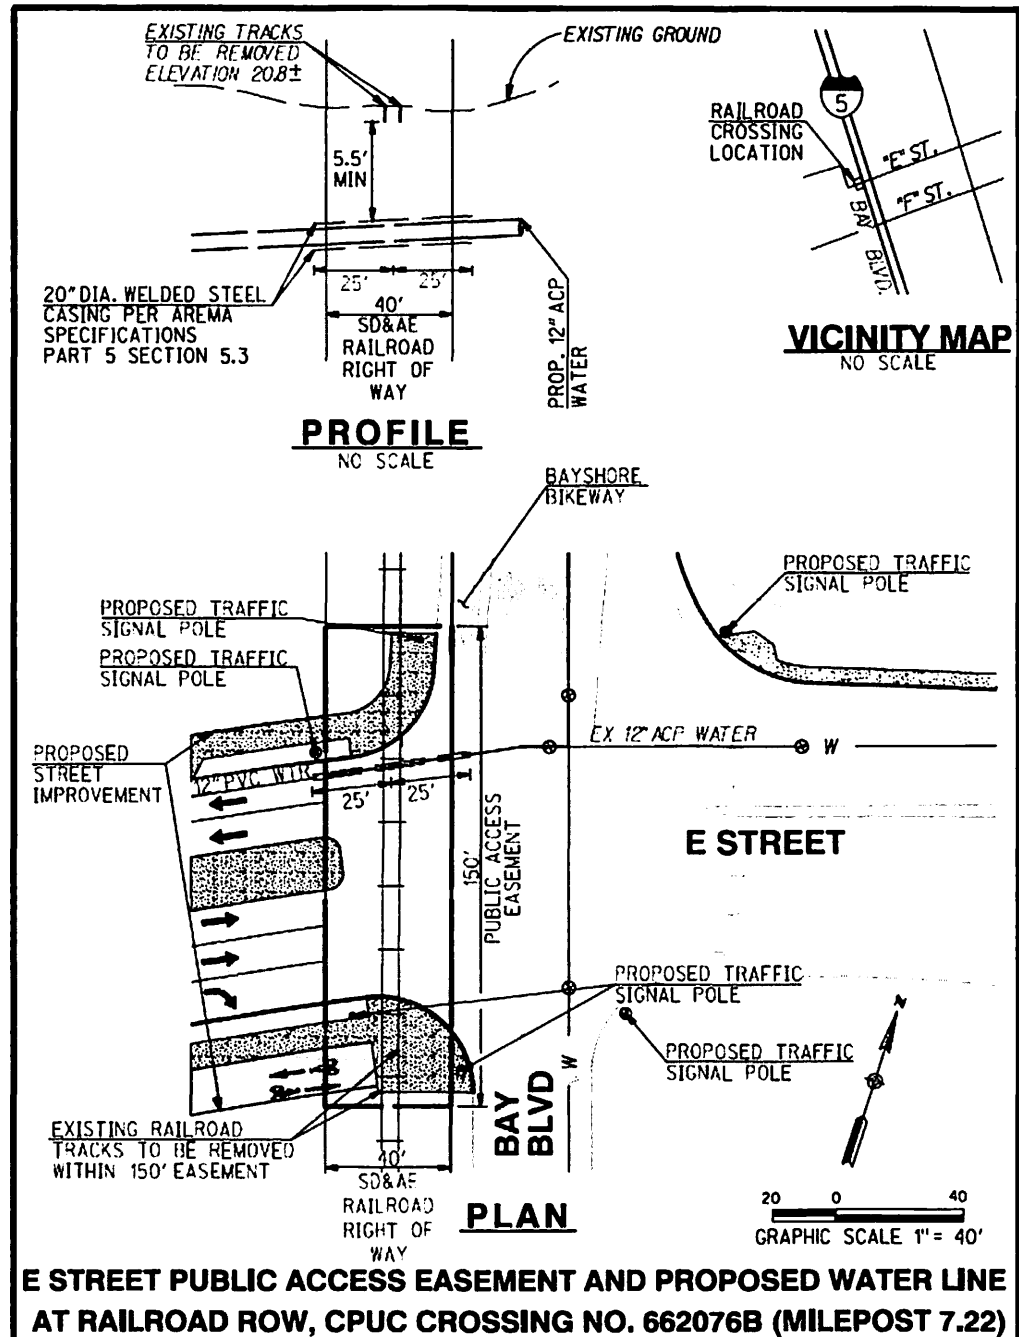 EXISTING TRACKS
TO BE REMOVED
ELEVATION 20.8±
EXISTING GROUND
5.5'
MIN
25'
25'
40'
SD&AE
RAILROAD
RIGHT OF
WAY
20" DIA. WELDED STEEL
CASING PER AREMA
SPECIFICATIONS
PART 5 SECTION 5.3
PROP. 12" ACP
WATER
PROFILE
NO SCALE
5
RAILROAD
CROSSING
LOCATION
"E" ST.
"F" ST.
BAY BLVD.
VICINITY MAP
NO SCALE
BAYSHORE
BIKEWAY
PROPOSED TRAFFIC
SIGNAL POLE
PROPOSED TRAFFIC
SIGNAL POLE
PROPOSED TRAFFIC
SIGNAL POLE
PROPOSED
STREET
IMPROVEMENT
12" PVC WTR
25'
25'
EX 12" ACP WATER
W
150'
PUBLIC ACCESS
EASEMENT
E STREET
PROPOSED TRAFFIC
SIGNAL POLE
PROPOSED TRAFFIC
SIGNAL POLE
W
BAY
BLVD
N
EXISTING RAILROAD
TRACKS TO BE REMOVED
WITHIN 150' EASEMENT
40'
SD&AE
RAILROAD
RIGHT OF
WAY
PLAN
20 0 40
GRAPHIC SCALE 1" = 40'
E STREET PUBLIC ACCESS EASEMENT AND PROPOSED WATER LINE
AT RAILROAD ROW, CPUC CROSSING NO. 662076B (MILEPOST 7.22)